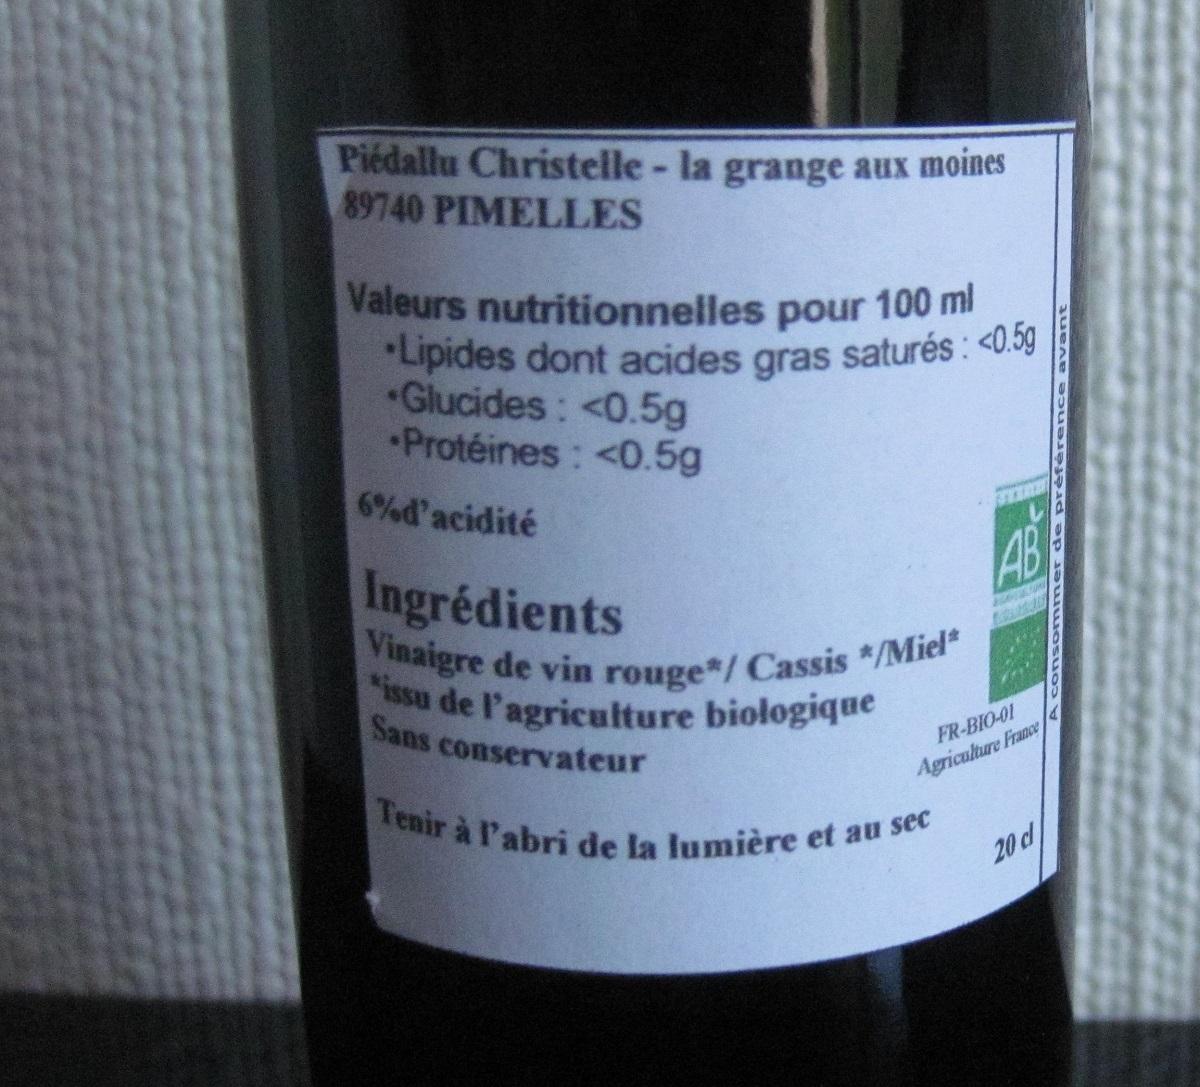 Piédallu Christelle - la grange aux moines
89740 PIMELLES
Valeurs nutritionnelles pour 100 ml
•Lipides dont acides gras saturés : <0.5g
•Glucides : <0.5g
•Protéines : <0.5g
6%d'acidité
Ingrédients
Vinaigre de vin rouge*/ Cassis */Miel*
*issu de l'agriculture biologique
Sans conservateur
Tenir à l'abri de la lumière et au sec
AB
FR-BIO-01
Agriculture France
20 cl
A consommer de préférence avant